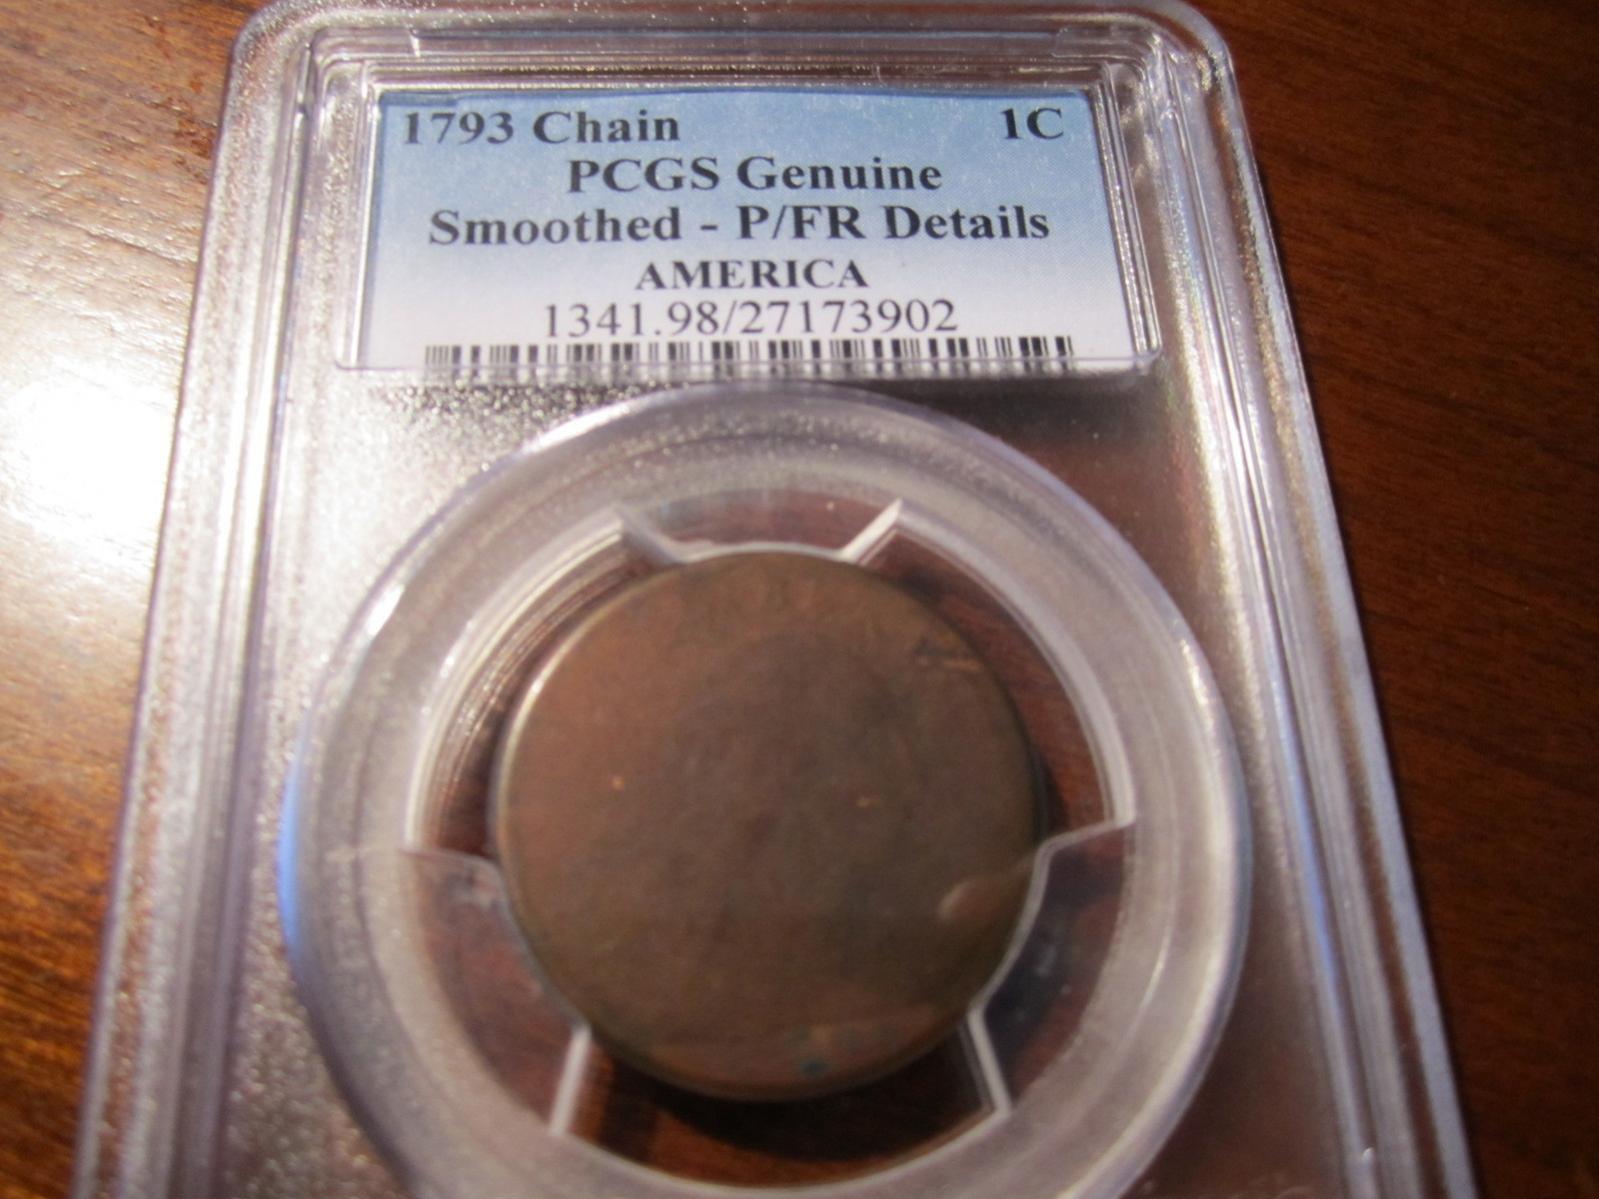 1793 Chain 1C
PCGS Genuine
Smoothed - P/FR Details
AMERICA
1341.98/27173902